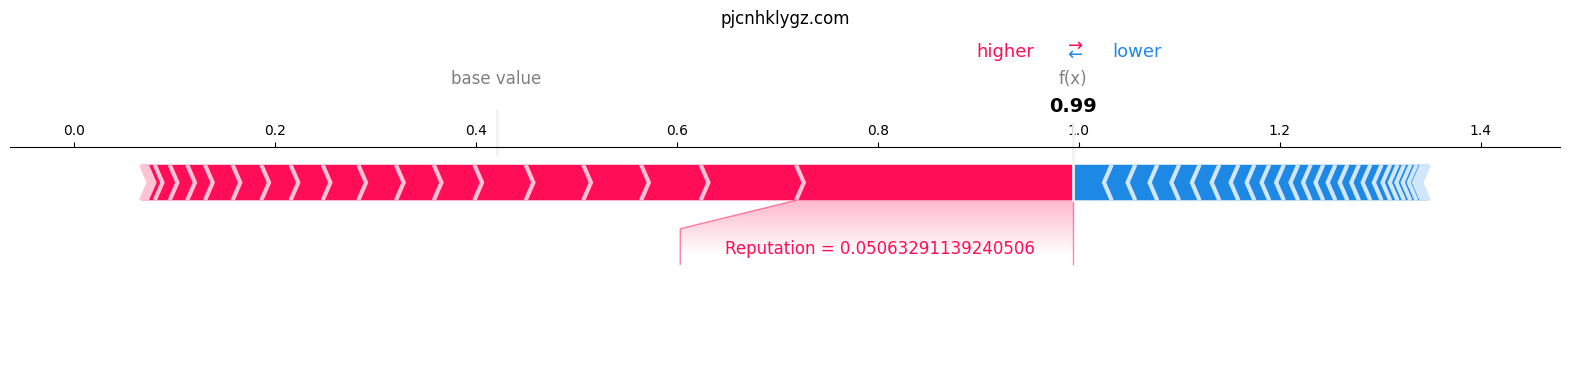 pjcnhklygz.com
higher ⇄ lower
base value f(x)
0.99
0.0 0.2 0.4 0.6 0.8 1.0 1.2 1.4
Reputation = 0.05063291139240506